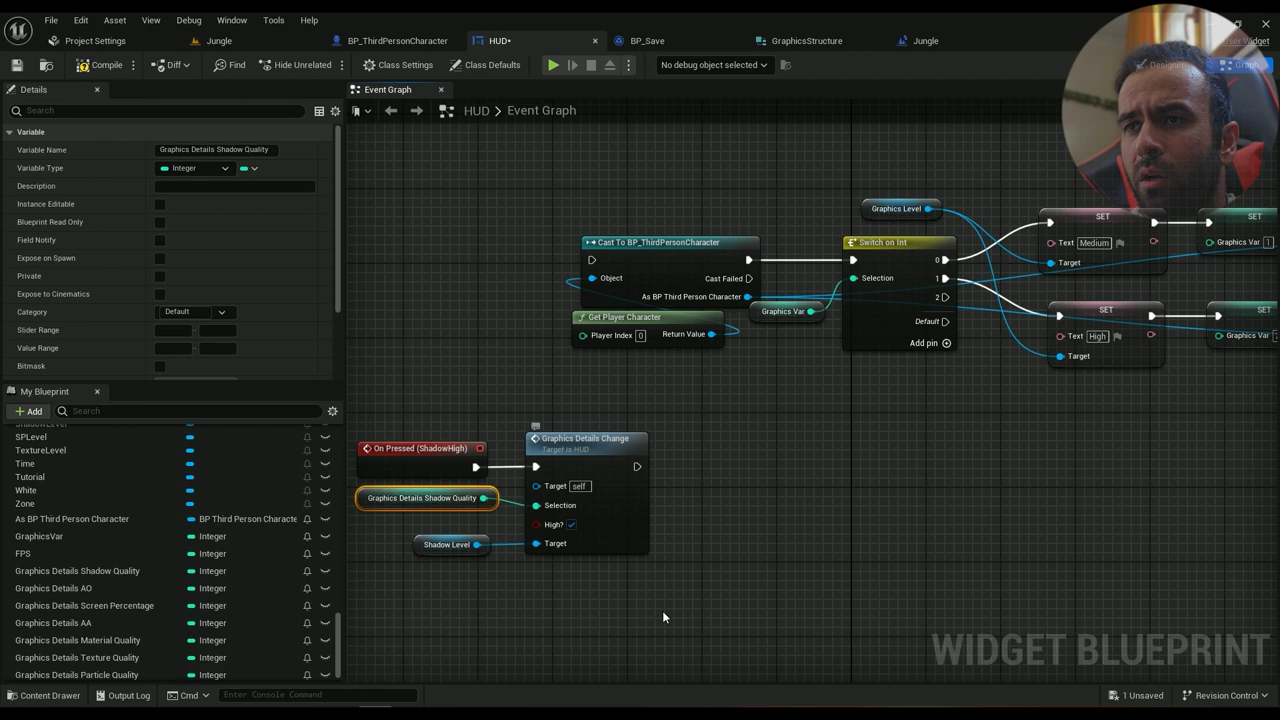 File Edit Asset View Debug Window Tools Help
Project Settings Jungle BP_ThirdPersonCharacter HUD• BP_Save GraphicsStructure Jungle
Compile Diff Find Hide Unrelated Class Settings Class Defaults No debug object selected Graph
Details
Search
Variable
Variable Name Graphics Details Shadow Quality
Variable Type Integer
Description
Instance Editable
Blueprint Read Only
Field Notify
Expose on Spawn
Private
Expose to Cinematics
Category Default
Slider Range
Value Range
Bitmask
My Blueprint
Add Search
SPLevel
TextureLevel
Time
Tutorial
White
Zone
As BP Third Person Character BP Third Person Characte
GraphicsVar Integer
FPS Integer
Graphics Details Shadow Quality Integer
Graphics Details AO Integer
Graphics Details Screen Percentage Integer
Graphics Details AA Integer
Graphics Details Material Quality Integer
Graphics Details Texture Quality Integer
Graphics Details Particle Quality Integer
Event Graph
HUD > Event Graph
Graphics Level
Cast To BP_ThirdPersonCharacter
Object
Cast Failed
As BP Third Person Character
Get Player Character
Player Index 0 Return Value
Graphics Var
Switch on Int
0
Selection 1
2
Default
Add pin
SET
Text Medium
Target
SET
Graphics Var 1
SET
Text High
Target
SET
Graphics Var
On Pressed (ShadowHigh)
Graphics Details Shadow Quality
Shadow Level
Graphics Details Change
Target is HUD
Target self
Selection
High?
Target
WIDGET BLUEPRINT
Content Drawer Output Log Cmd Enter Console Command 1 Unsaved Revision Control